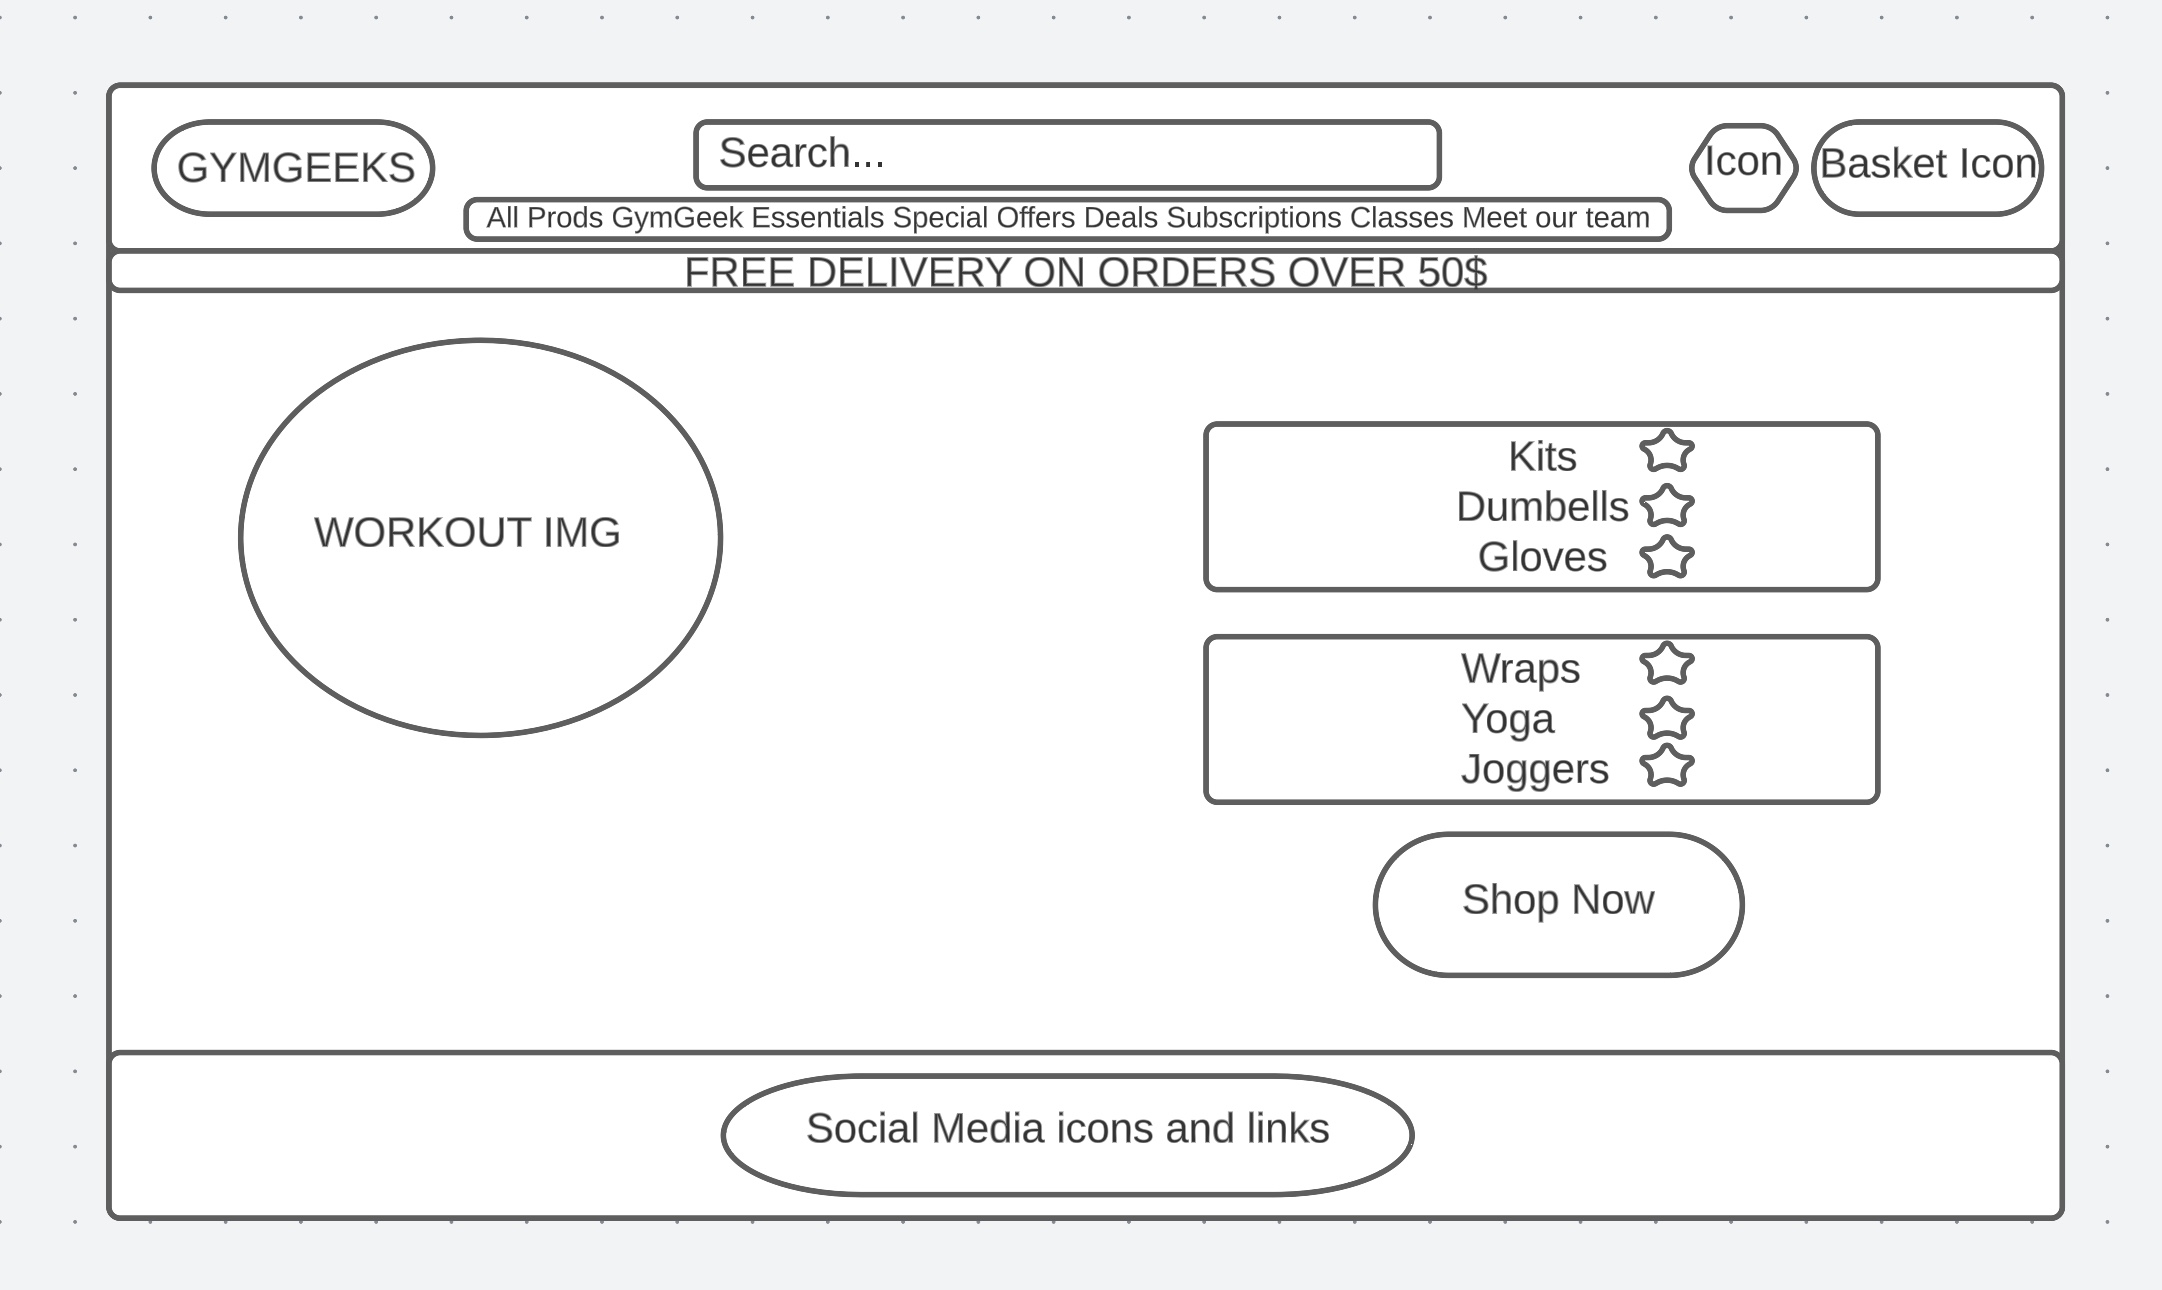 GYMGEEKS
Search...
Icon
Basket Icon
All Prods GymGeek Essentials Special Offers Deals Subscriptions Classes Meet our team
FREE DELIVERY ON ORDERS OVER 50$
WORKOUT IMG
Kits
Dumbells
Gloves
Wraps
Yoga
Joggers
Shop Now
Social Media icons and links